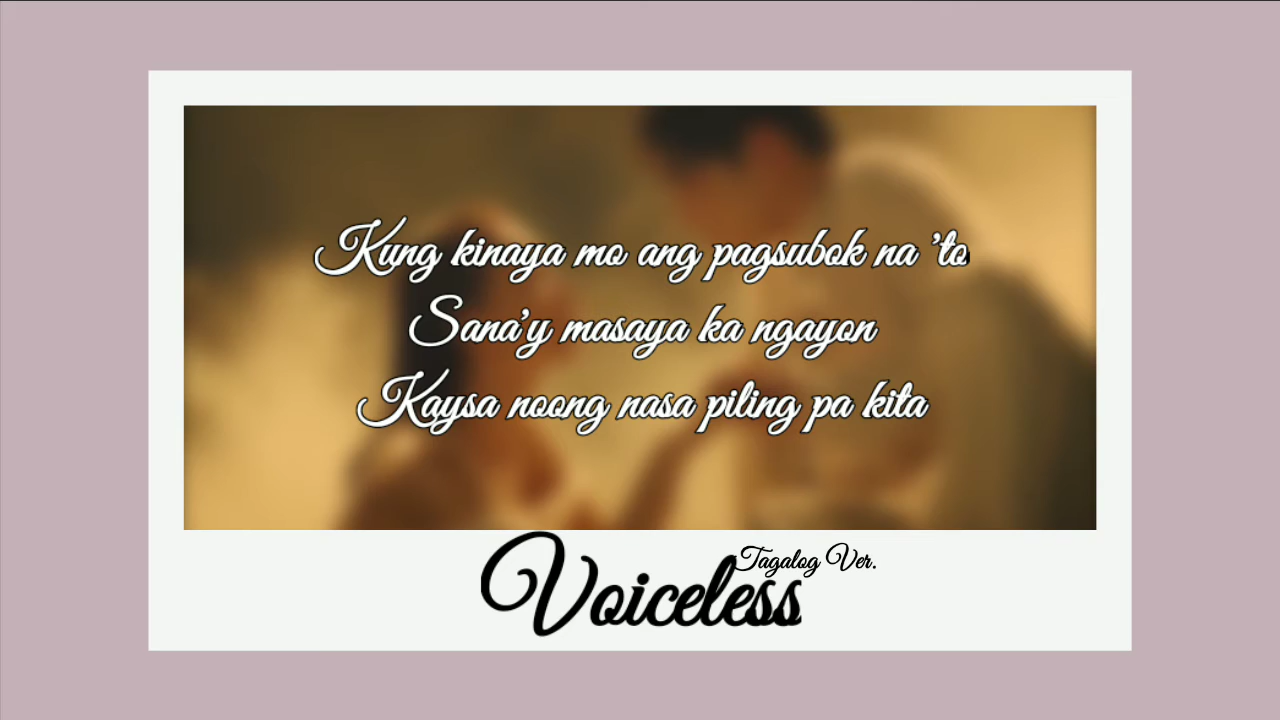 Kung kinaya mo ang pagsubok na 'to
Sana'y masaya ka ngayon
Kaysa noong nasa piling pa kita
Tagalog Ver.
Voiceless